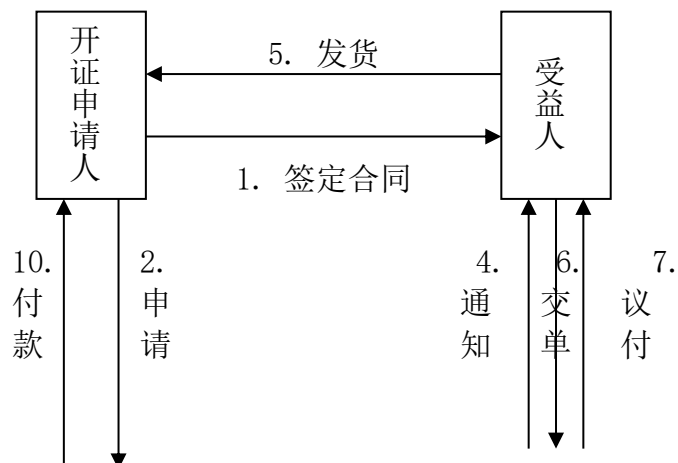 开证申请人
5. 发货
受益人
1. 签定合同
10. 付款
2. 申请
4. 通知
6. 交单
7. 议付